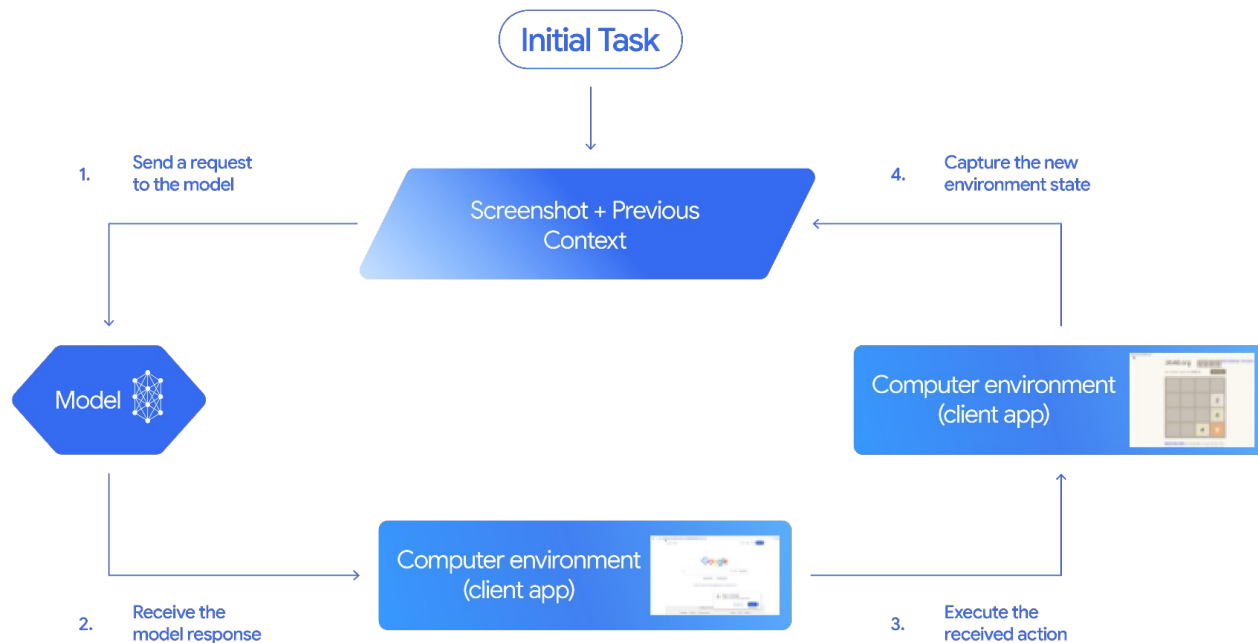 Initial Task
1.
Send a request
to the model
4.
Capture the new
environment state
Screenshot + Previous
Context
Model
Computer environment
(client app)
Computer environment
(client app)
Google
2.
Receive the
model response
3.
Execute the
received action